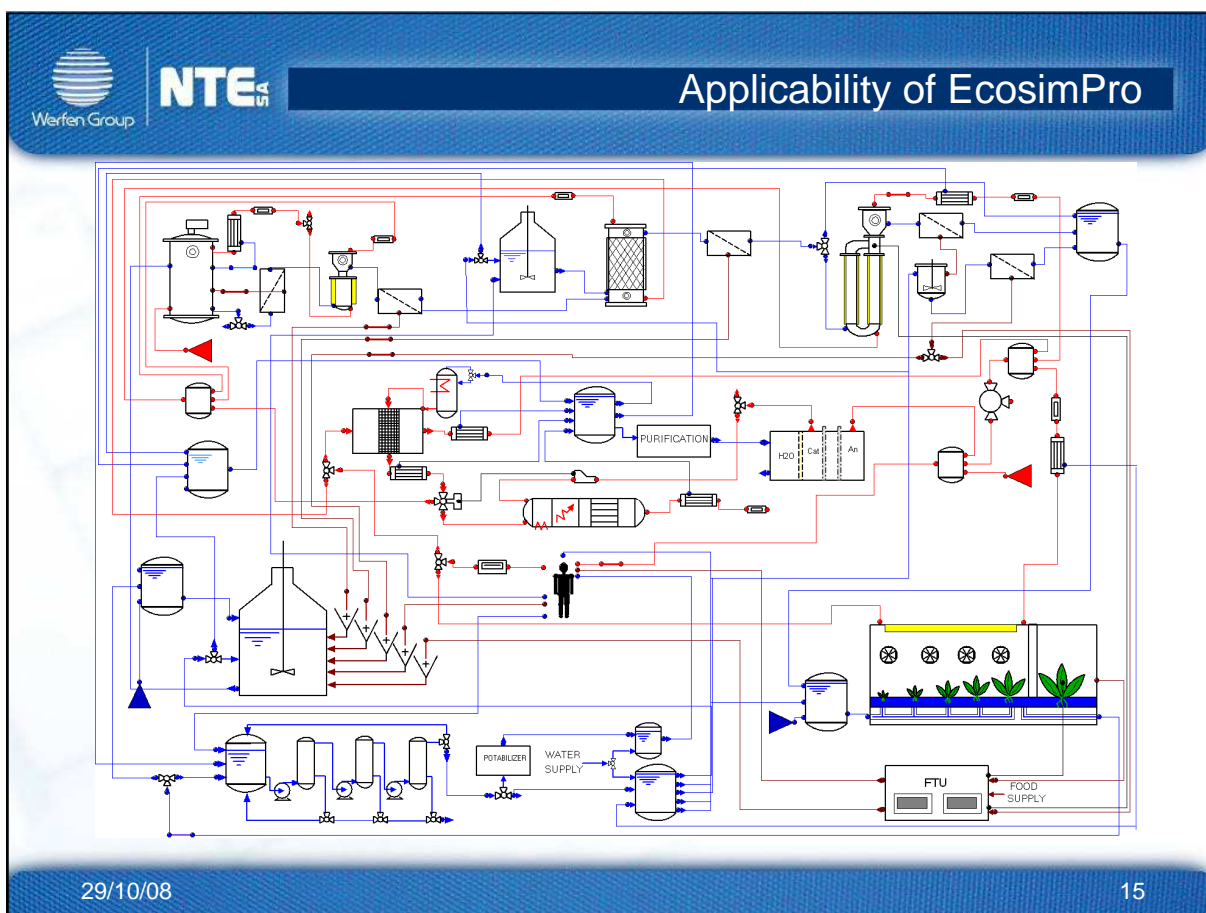 Applicability of EcosimPro
Werfen Group
NTE SA
PURIFICATION
H2O
Cat
An
+
+
+
+
+
POTABILIZER
WATER
SUPPLY
FTU
FOOD
SUPPLY
29/10/08
15